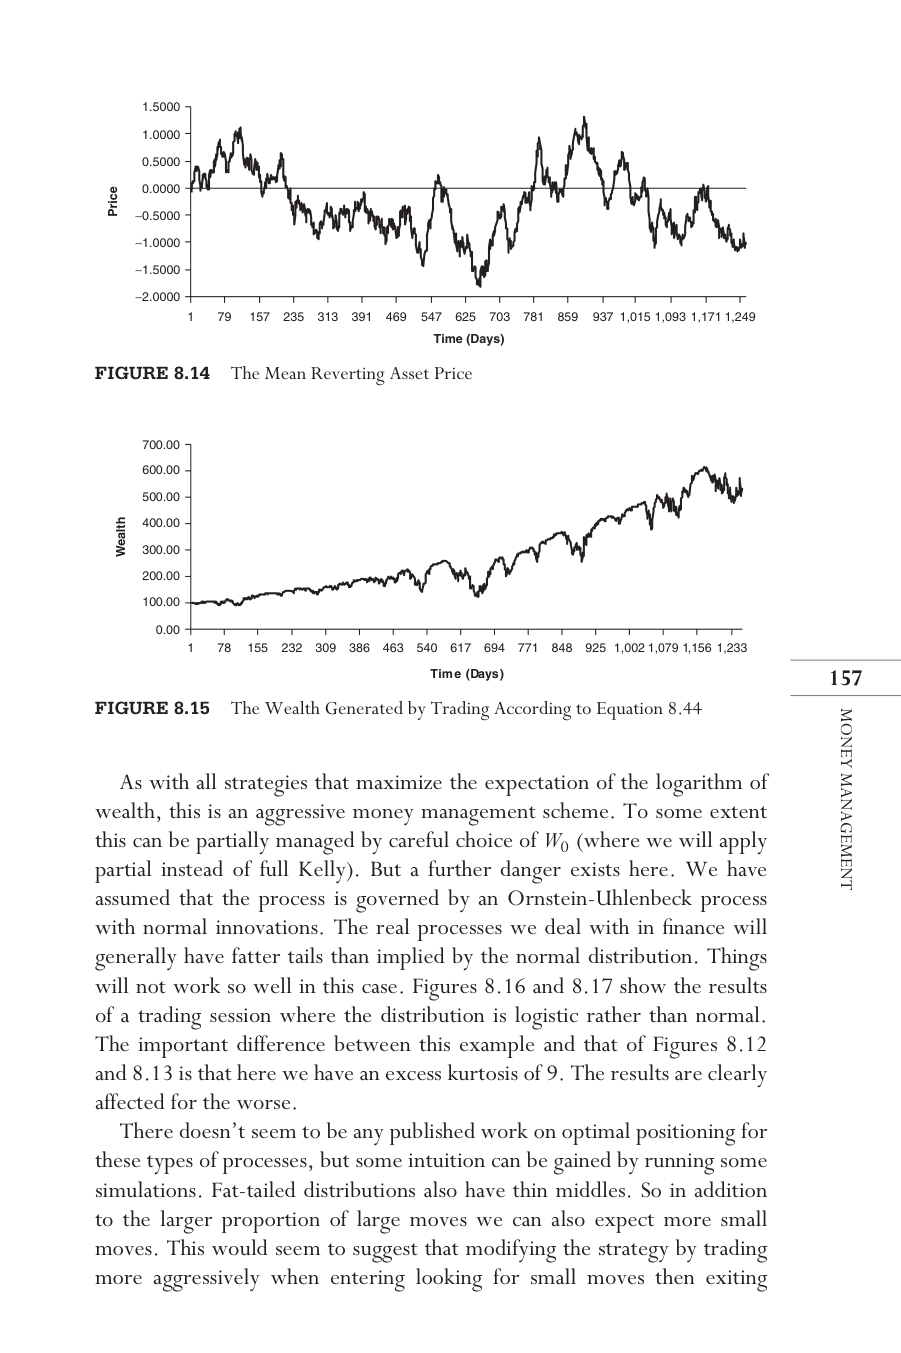 1.5000
1.0000
0.5000
0.0000
–0.5000
–1.0000
–1.5000
–2.0000
Price
1 79 157 235 313 391 469 547 625 703 781 859 937 1,015 1,093 1,171 1,249
Time (Days)
FIGURE 8.14 The Mean Reverting Asset Price
700.00
600.00
500.00
400.00
300.00
200.00
100.00
0.00
Wealth
1 78 155 232 309 386 463 540 617 694 771 848 925 1,002 1,079 1,156 1,233
Time (Days)
FIGURE 8.15 The Wealth Generated by Trading According to Equation 8.44
157
MONEY MANAGEMENT
As with all strategies that maximize the expectation of the logarithm of
wealth, this is an aggressive money management scheme. To some extent
this can be partially managed by careful choice of W0 (where we will apply
partial instead of full Kelly). But a further danger exists here. We have
assumed that the process is governed by an Ornstein-Uhlenbeck process
with normal innovations. The real processes we deal with in finance will
generally have fatter tails than implied by the normal distribution. Things
will not work so well in this case. Figures 8.16 and 8.17 show the results
of a trading session where the distribution is logistic rather than normal.
The important difference between this example and that of Figures 8.12
and 8.13 is that here we have an excess kurtosis of 9. The results are clearly
affected for the worse.
There doesn't seem to be any published work on optimal positioning for
these types of processes, but some intuition can be gained by running some
simulations. Fat-tailed distributions also have thin middles. So in addition
to the larger proportion of large moves we can also expect more small
moves. This would seem to suggest that modifying the strategy by trading
more aggressively when entering looking for small moves then exiting